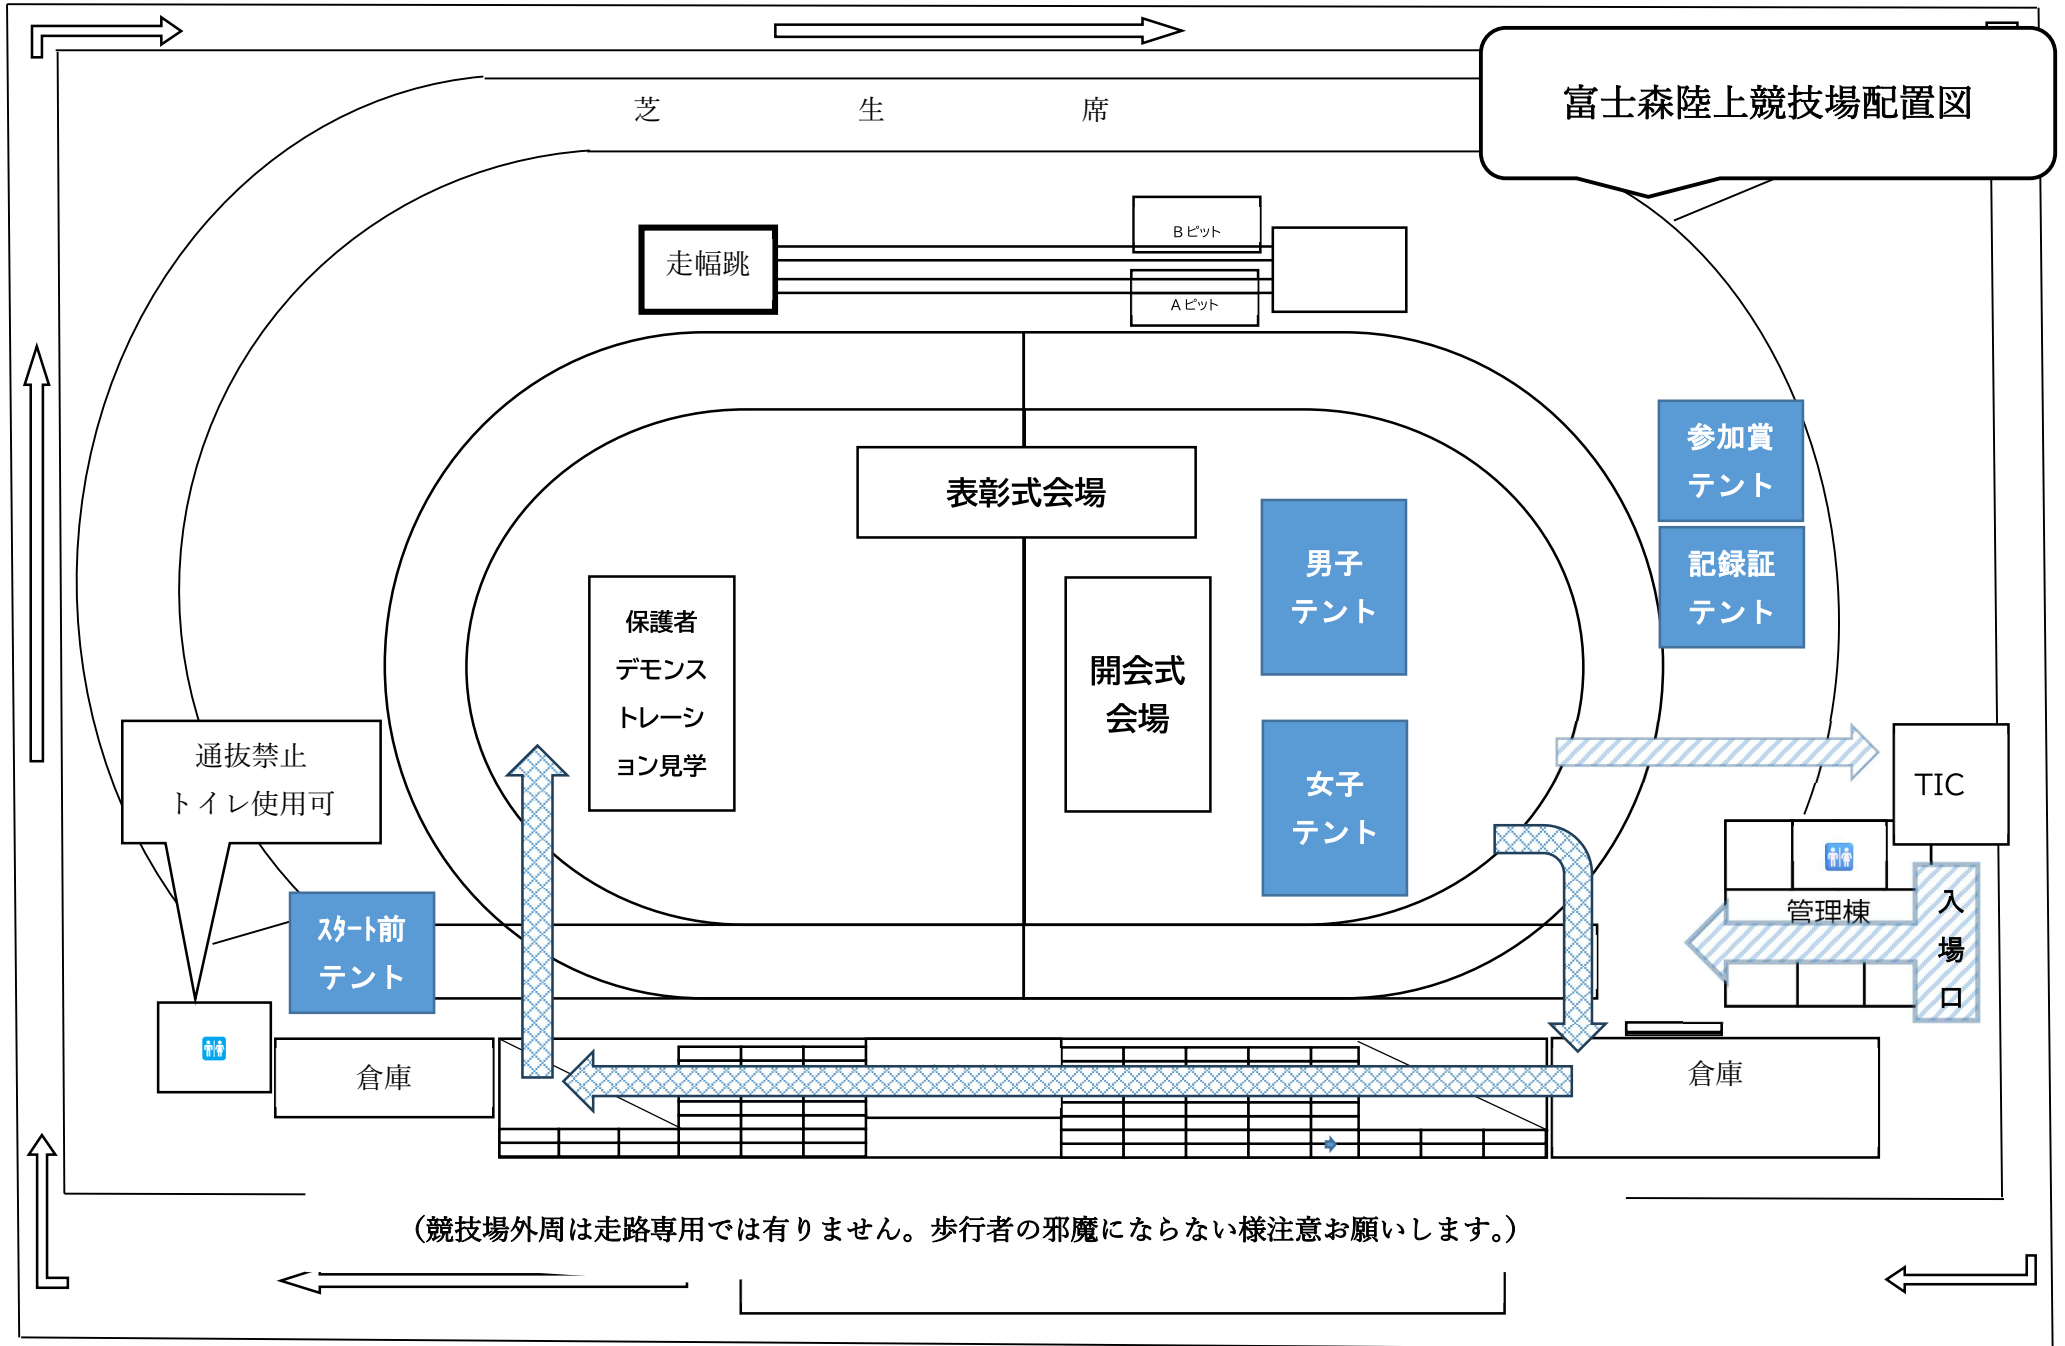 富士森陸上競技場配置図
芝 生 席
Bピット
走幅跳
Aピット
参加賞
テント
表彰式会場
男子
テント
記録証
テント
保護者
デモンス
トレーシ
ョン見学
開会式
会場
通抜禁止
トイレ使用可
女子
テント
TIC
管理棟
入
場
口
ｽﾀｰﾄ前
テント
倉庫
倉庫
（競技場外周は走路専用では有りません。歩行者の邪魔にならない様注意お願いします。）